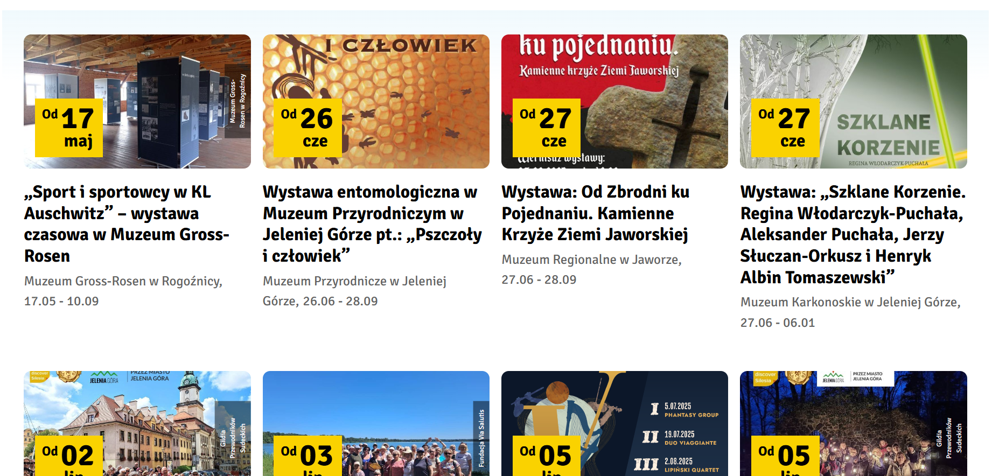 Muzeum Gross-
Rosen w Rogoźnicy
Od 17
maj
„Sport i sportowcy w KL
Auschwitz” – wystawa
czasowa w Muzeum Gross-
Rosen
Muzeum Gross-Rosen w Rogoźnicy,
17.05 - 10.09
I CZŁOWIEK
Od 26
cze
Wystawa entomologiczna w
Muzeum Przyrodniczym w
Jeleniej Górze pt.: „Pszczoły
i człowiek”
Muzeum Przyrodnicze w Jeleniej
Górze, 26.06 - 28.09
ku pojednaniu.
Kamienne krzyże Ziemi Jaworskiej
Od 27
cze
Wernisaż wystawy:
Wystawa: Od Zbrodni ku
Pojednaniu. Kamienne
Krzyże Ziemi Jaworskiej
Muzeum Regionalne w Jaworze,
27.06 - 28.09
Od 27
cze
SZKLANE
KORZENIE
REGINA WŁODARCZYK-PUCHAŁA
Wystawa: „Szklane Korzenie.
Regina Włodarczyk-Puchała,
Aleksander Puchała, Jerzy
Słuczan-Orkusz i Henryk
Albin Tomaszewski”
Muzeum Karkonoskie w Jeleniej Górze,
27.06 - 06.01
discover
Silesia
JELENIA GÓRA
PRZEZ MIASTO
JELENIA GÓRA
Gildia
Przewodników
Sudeckich
Od 02
lip
Fundacja Via Salutis
Od 03
lip
I 5.07.2025
PHANTASY GROUP
II 19.07.2025
DUO VIAGGIANTE
III 2.08.2025
LIPIŃSKI QUARTET
Od 05
lip
discover
Silesia
JELENIA GÓRA
PRZEZ MIASTO
JELENIA GÓRA
Gildia
Przewodników
Sudeckich
Od 05
lip